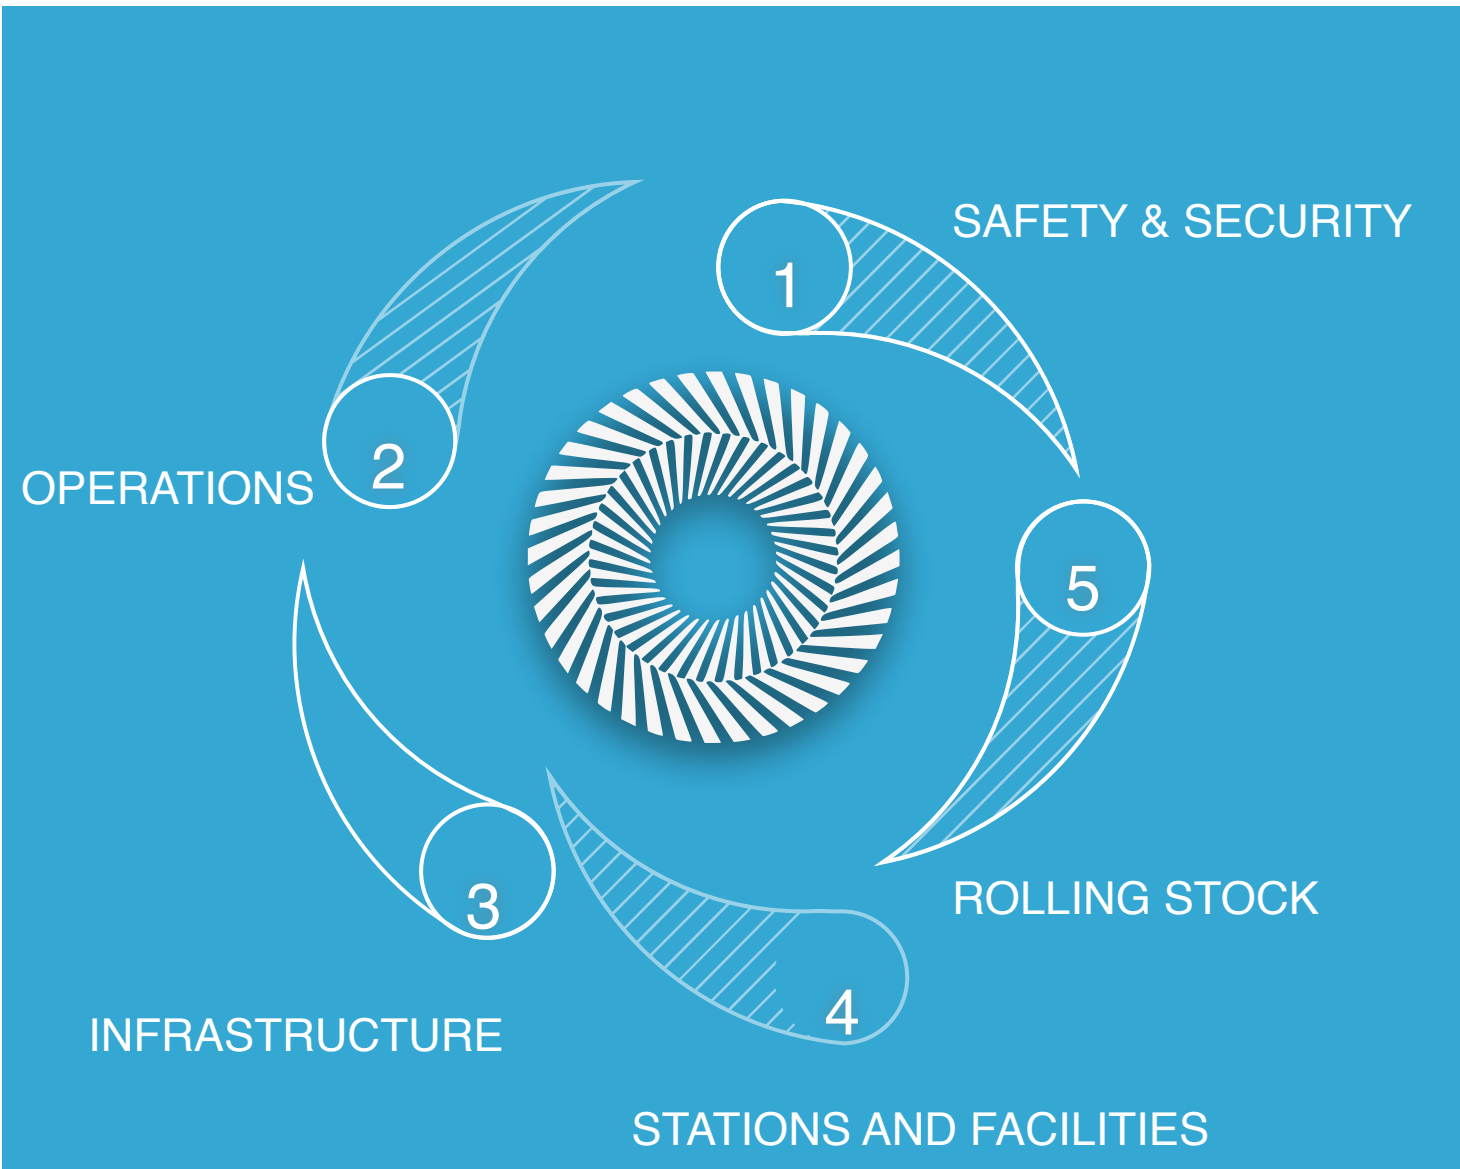 SAFETY & SECURITY
1
2
OPERATIONS
5
3
ROLLING STOCK
4
INFRASTRUCTURE
STATIONS AND FACILITIES